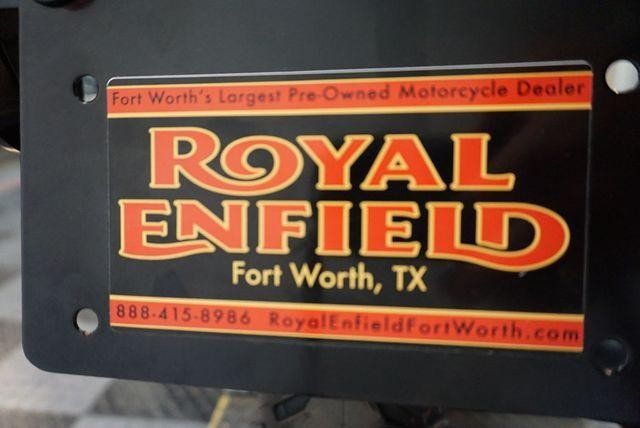 Fort Worth's Largest Pre-Owned Motorcycle Dealer
ROYAL
ENFIELD
Fort Worth, TX
888-415-8986 RoyalEnfieldFortWorth.com